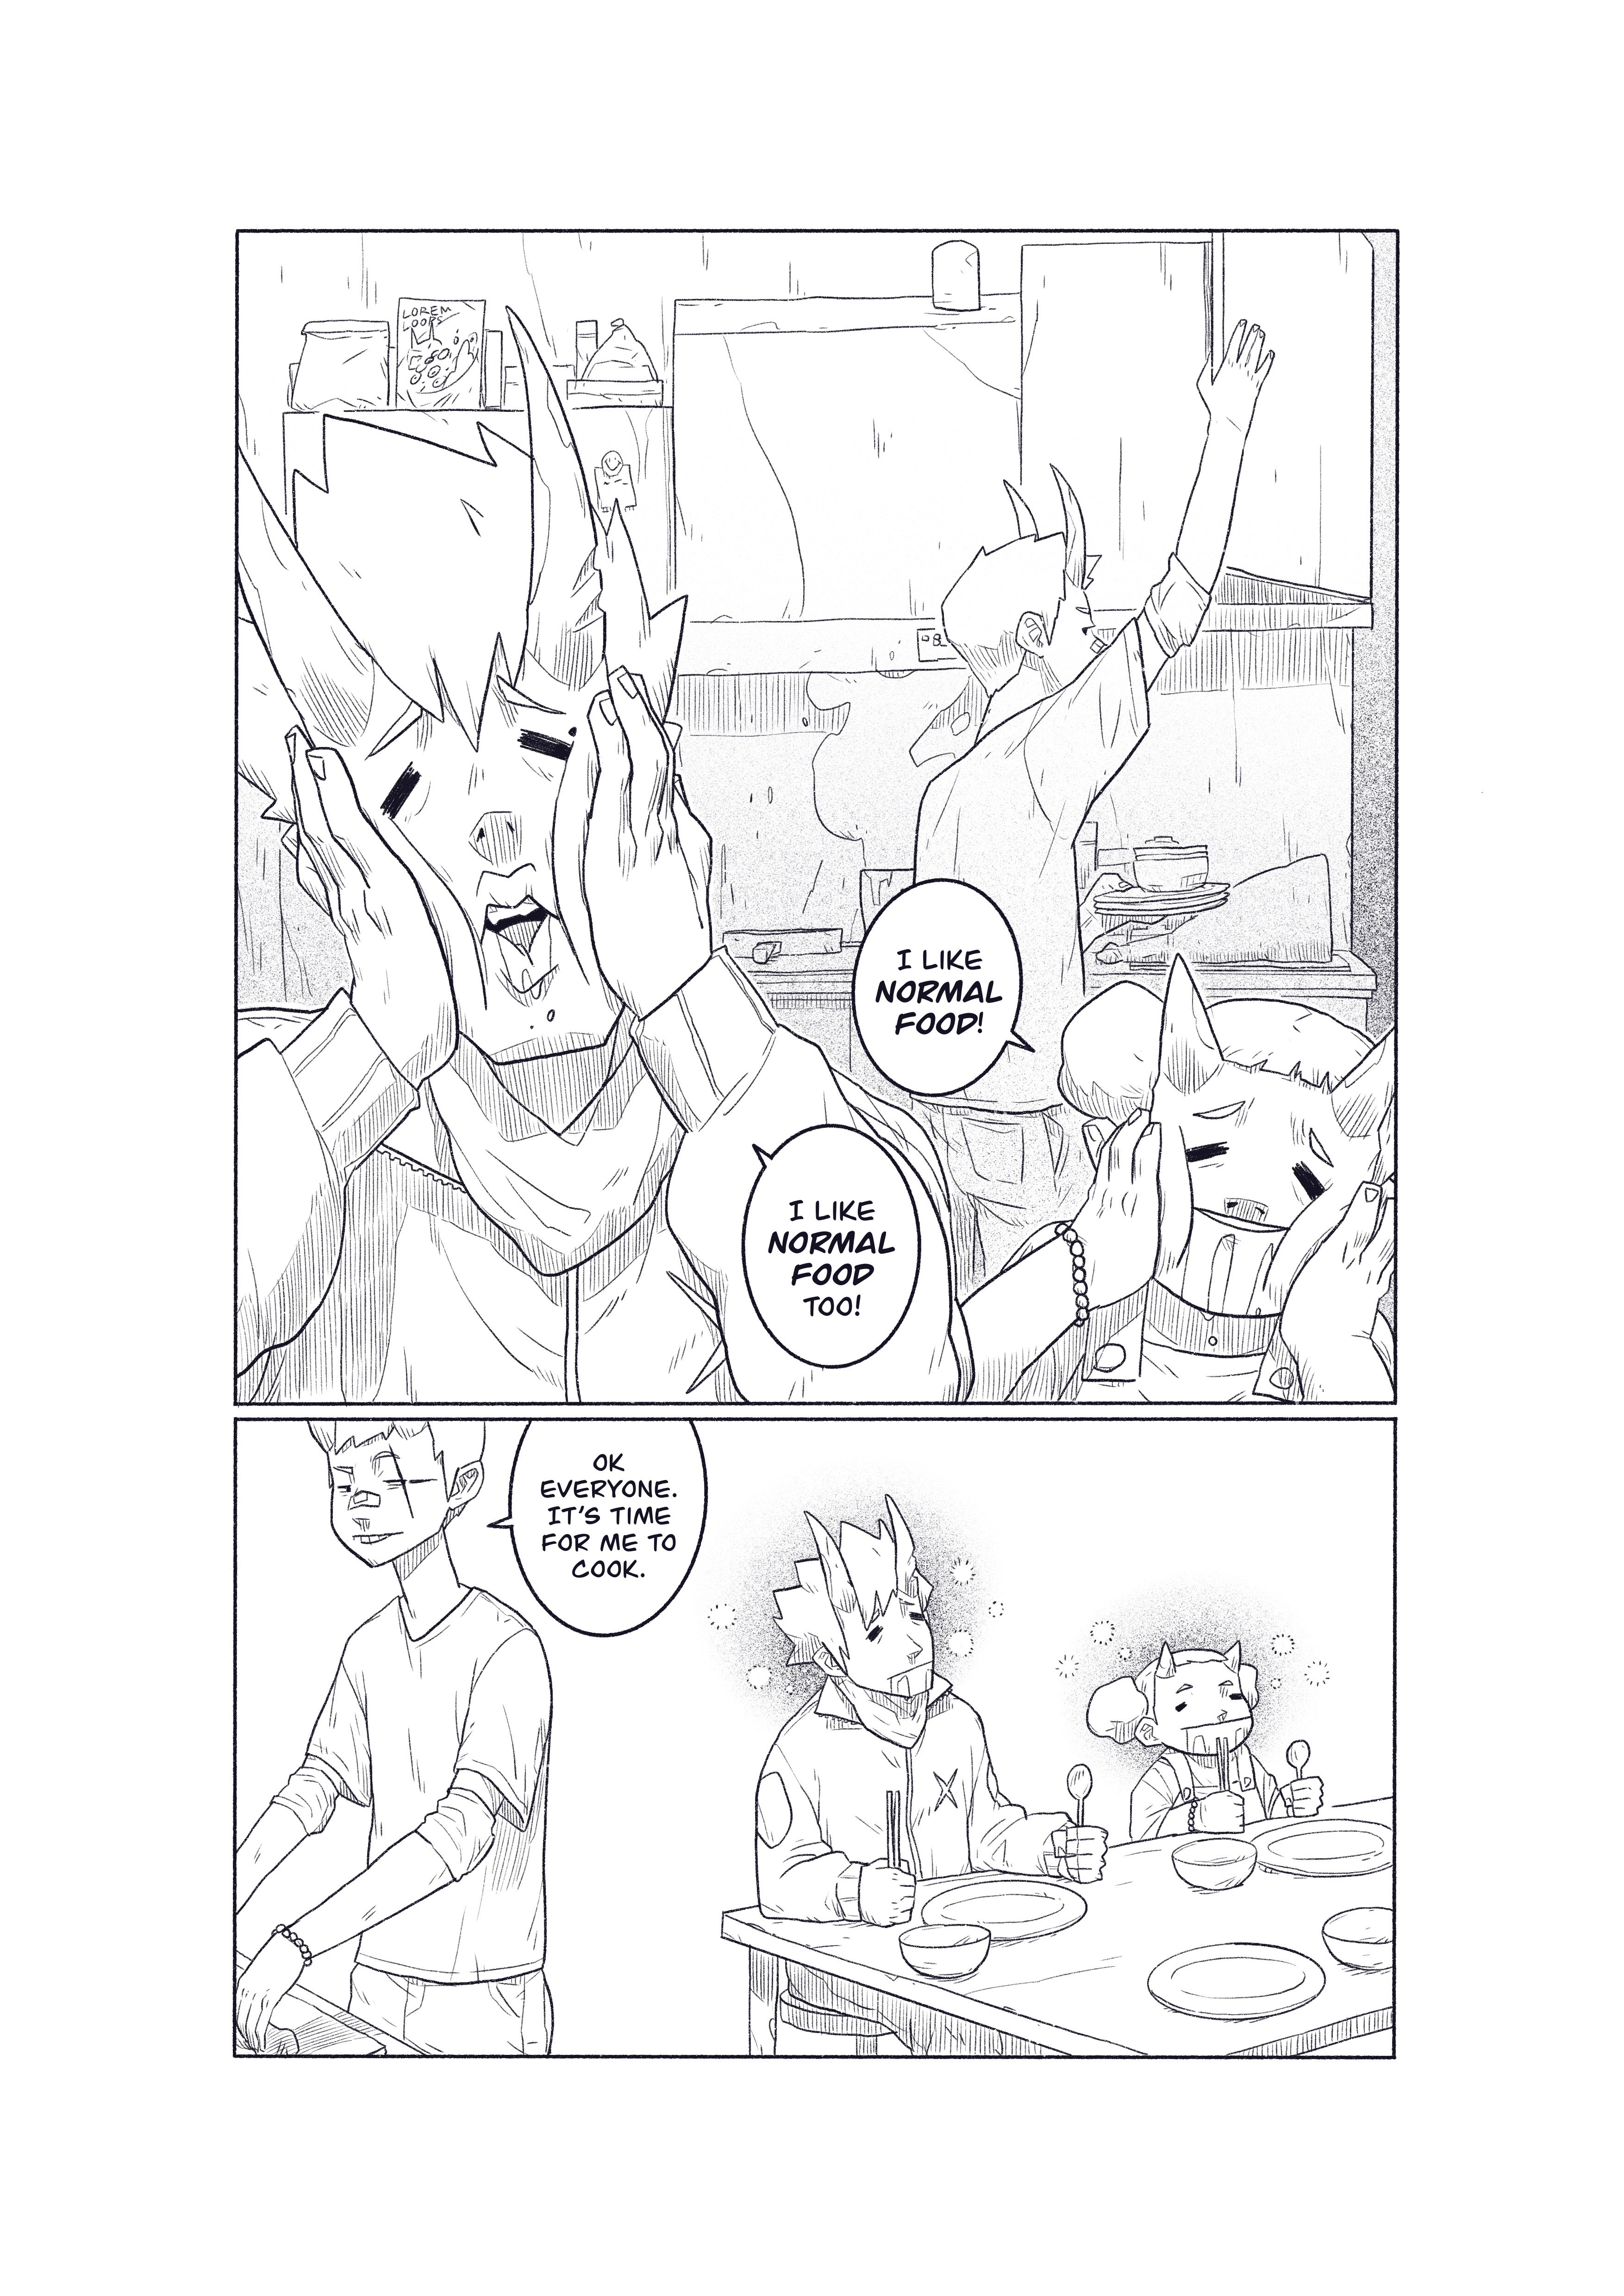 LOREM
LOOPS
I LIKE
NORMAL
FOOD!
I LIKE
NORMAL
FOOD
TOO!
OK
EVERYONE.
IT'S TIME
FOR ME TO
COOK.